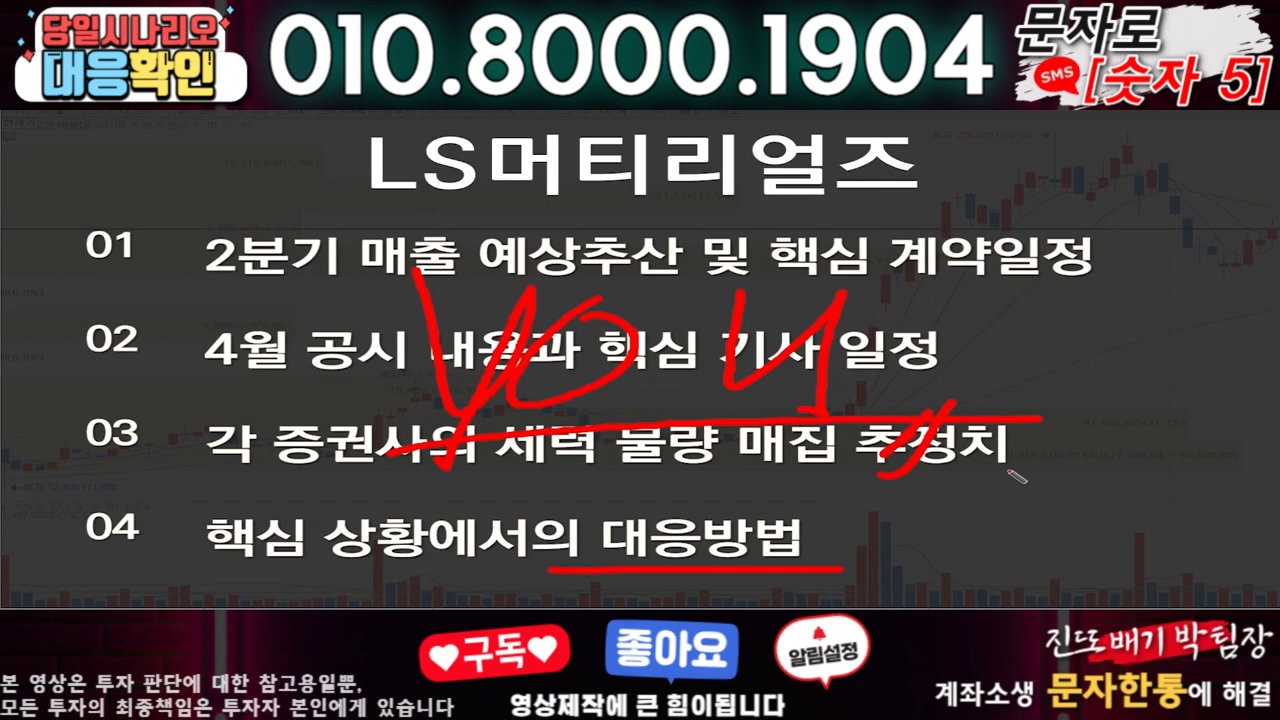 당일시나리오
대응확인
010.8000.1904
문자로
SMS [숫자 5]
LS머티리얼즈
01 2분기 매출 예상추산 및 핵심 계약일정
02 4월 공시 내용과 핵심 기사 일정
03 각 증권사의 세력 물량 매집 추정치
04 핵심 상황에서의 대응방법
구독
좋아요
알림설정
영상제작에 큰 힘이됩니다
본 영상은 투자 판단에 대한 참고용일뿐,
모든 투자의 최종책임은 투자자 본인에게 있습니다
진또배기 박팀장
계좌소생 문자한통에 해결